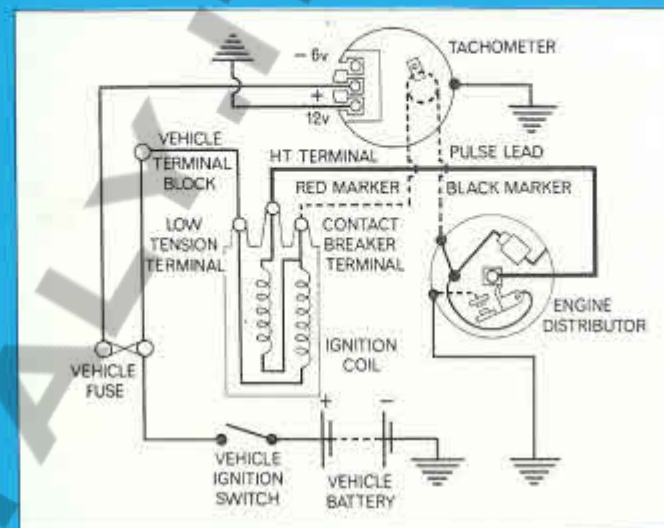 TACHOMETER
- 6v
+
12v
VEHICLE
TERMINAL
BLOCK
HT TERMINAL
PULSE LEAD
RED MARKER
BLACK MARKER
LOW
TENSION
TERMINAL
CONTACT
BREAKER
TERMINAL
ENGINE
DISTRIBUTOR
IGNITION
COIL
VEHICLE
FUSE
+
-
VEHICLE
IGNITION
SWITCH
VEHICLE
BATTERY